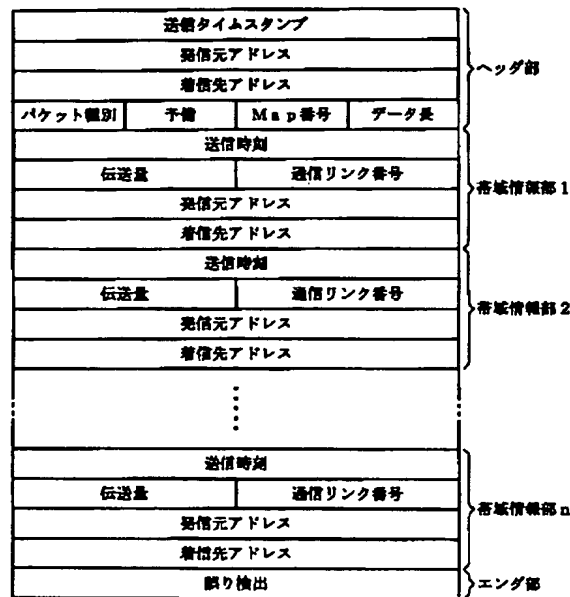 送信タイムスタンプ
発信元アドレス
着信先アドレス
パケット種別 予備 Map番号 データ長
ヘッダ部
送信時刻
伝送量 通信リンク番号
発信元アドレス
着信先アドレス
帯域情報部1
送信時刻
伝送量 通信リンク番号
発信元アドレス
着信先アドレス
帯域情報部2
送信時刻
伝送量 通信リンク番号
発信元アドレス
着信先アドレス
帯域情報部n
誤り検出
エンダ部